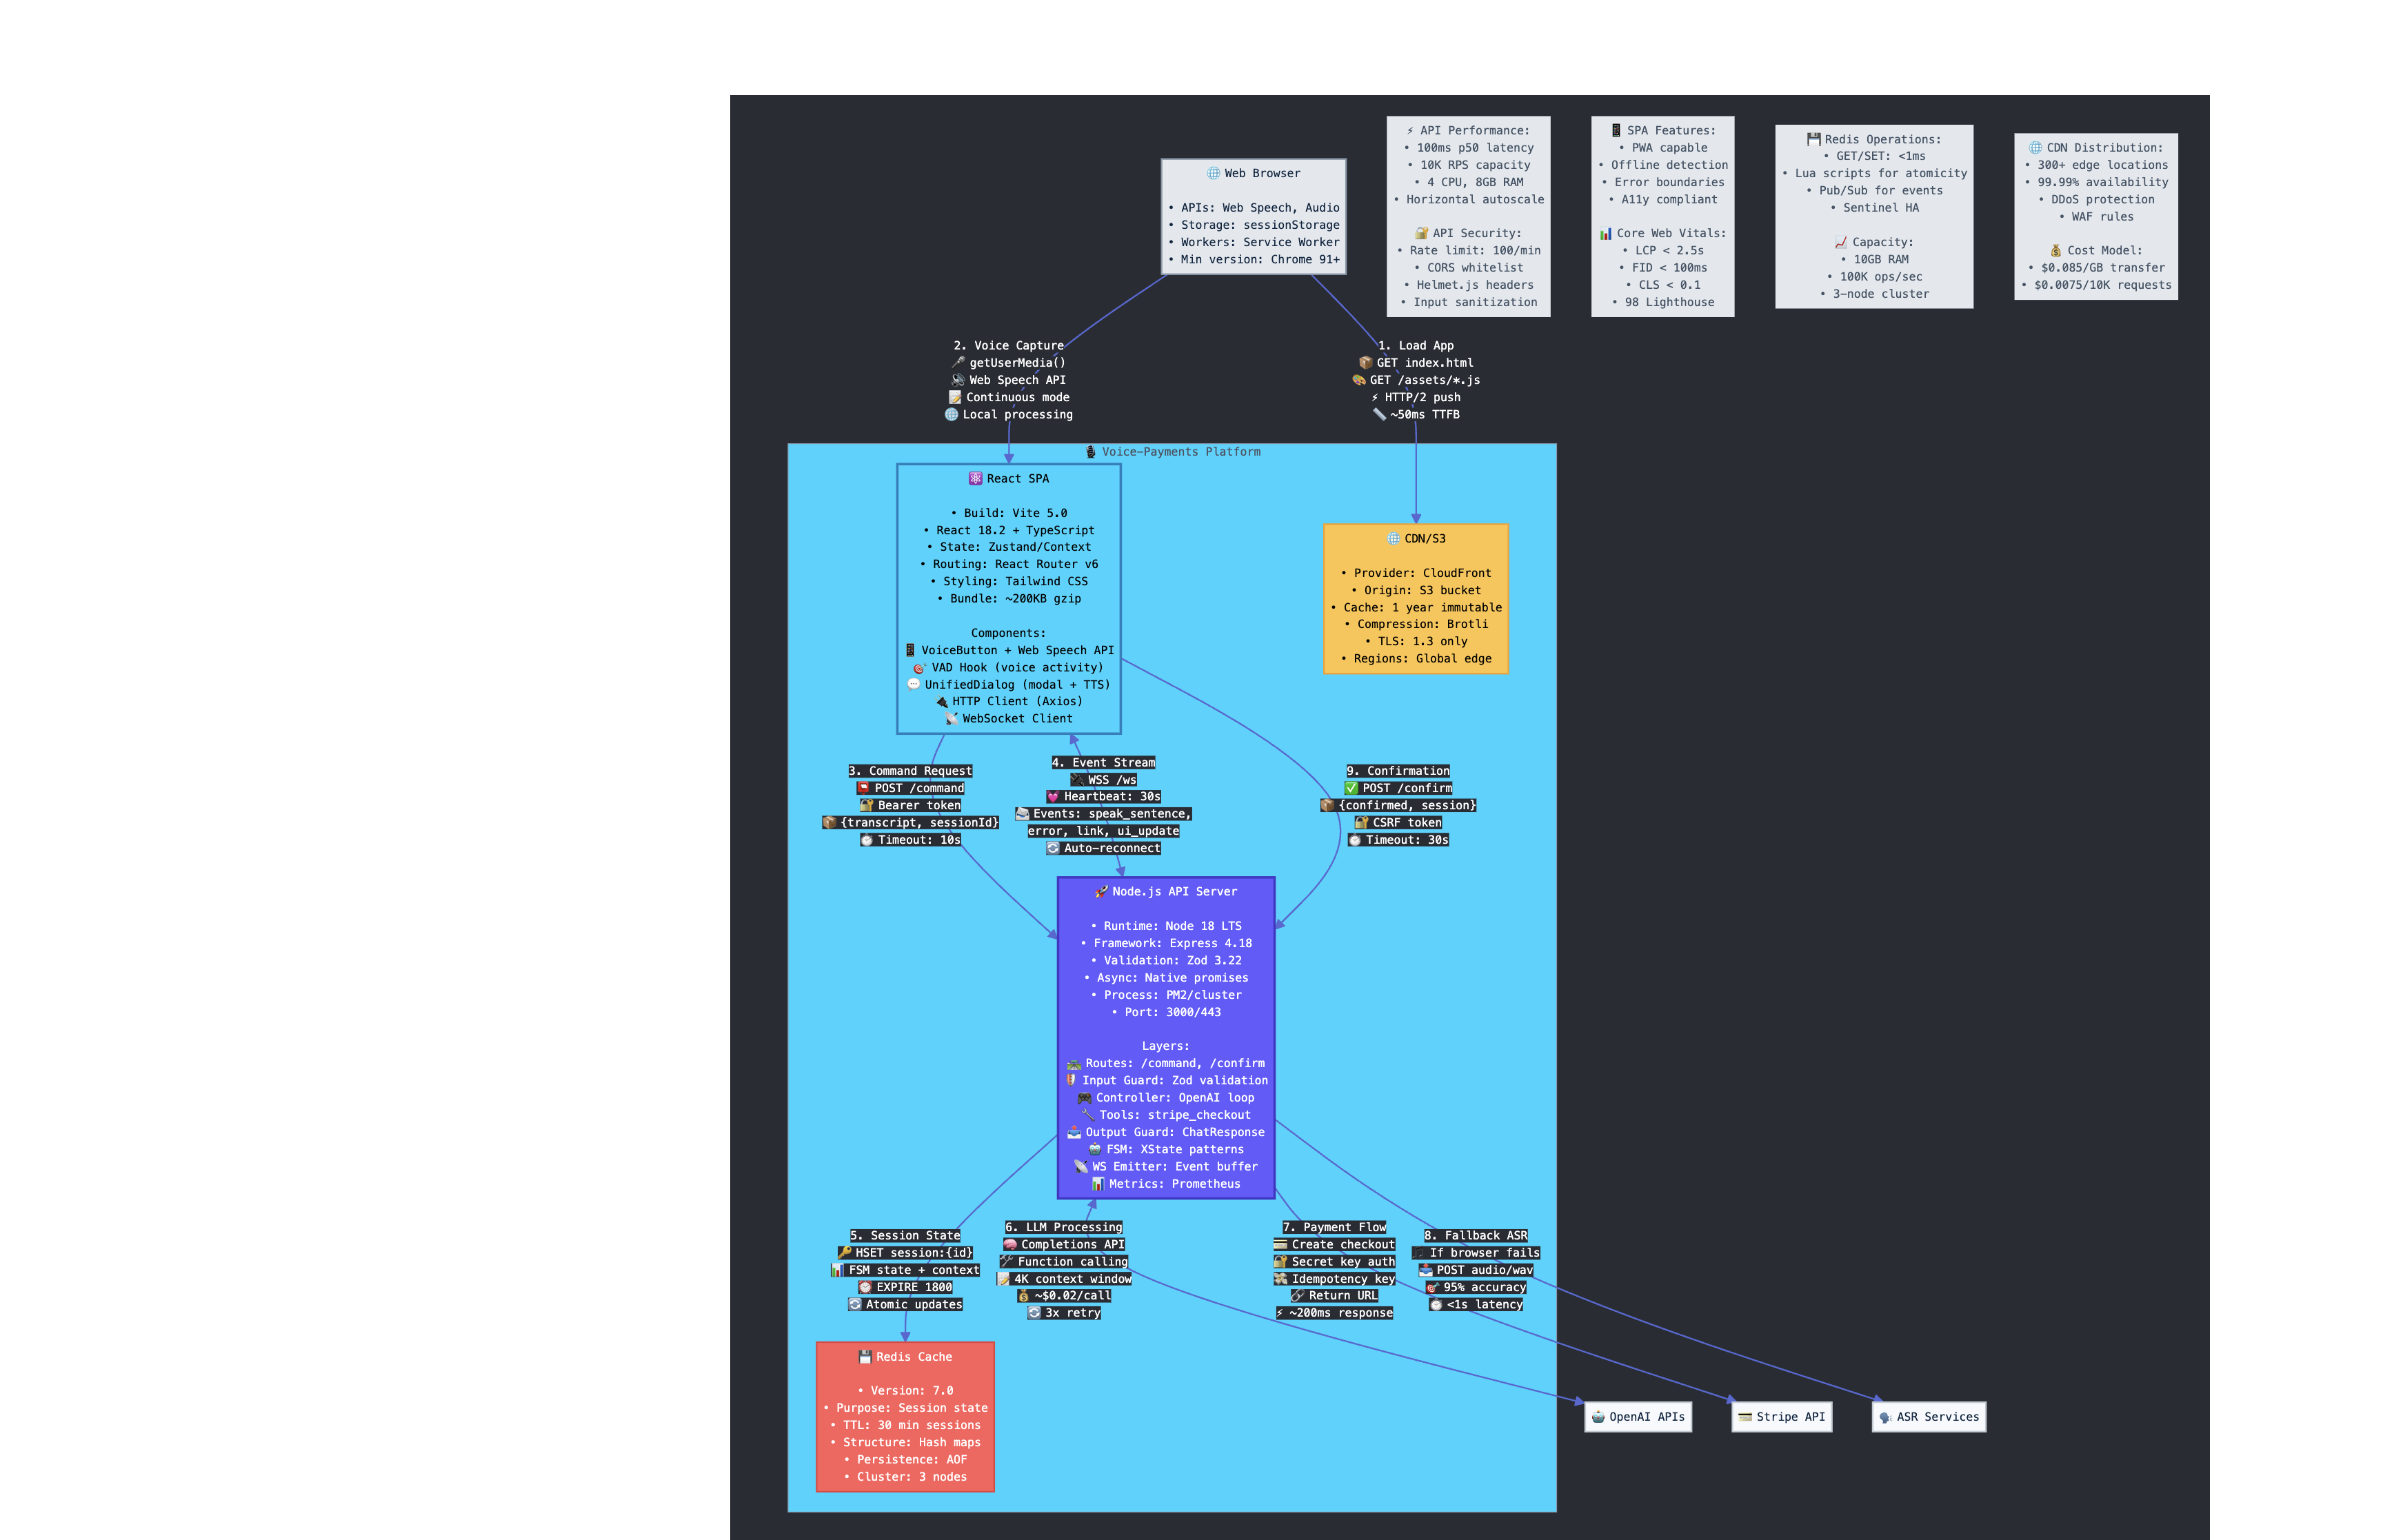 ⚡ API Performance:
• 100ms p50 latency
• 10K RPS capacity
• 4 CPU, 8GB RAM
• Horizontal autoscale
🔐 API Security:
• Rate limit: 100/min
• CORS whitelist
• Helmet.js headers
• Input sanitization
📱 SPA Features:
• PWA capable
• Offline detection
• Error boundaries
• A11y compliant
📊 Core Web Vitals:
• LCP < 2.5s
• FID < 100ms
• CLS < 0.1
• 98 Lighthouse
💾 Redis Operations:
• GET/SET: <1ms
• Lua scripts for atomicity
• Pub/Sub for events
• Sentinel HA
📈 Capacity:
• 10GB RAM
• 100K ops/sec
• 3-node cluster
🌐 CDN Distribution:
• 300+ edge locations
• 99.99% availability
• DDoS protection
• WAF rules
💰 Cost Model:
• $0.085/GB transfer
• $0.0075/10K requests
🌐 Web Browser
• APIs: Web Speech, Audio
• Storage: sessionStorage
• Workers: Service Worker
• Min version: Chrome 91+
2. Voice Capture
🎤 getUserMedia()
🔊 Web Speech API
📝 Continuous mode
🌐 Local processing
1. Load App
📦 GET index.html
🎨 GET /assets/*.js
⚡ HTTP/2 push
📏 ~50ms TTFB
🎙 Voice-Payments Platform
⚛ React SPA
• Build: Vite 5.0
• React 18.2 + TypeScript
• State: Zustand/Context
• Routing: React Router v6
• Styling: Tailwind CSS
• Bundle: ~200KB gzip
Components:
📱 VoiceButton + Web Speech API
🎯 VAD Hook (voice activity)
💬 UnifiedDialog (modal + TTS)
🔌 HTTP Client (Axios)
📡 WebSocket Client
🌐 CDN/S3
• Provider: CloudFront
• Origin: S3 bucket
• Cache: 1 year immutable
• Compression: Brotli
• TLS: 1.3 only
• Regions: Global edge
3. Command Request
📮 POST /command
🔐 Bearer token
📦 {transcript, sessionId}
⏱ Timeout: 10s
4. Event Stream
🔌 WSS /ws
💓 Heartbeat: 30s
📨 Events: speak_sentence,
error, link, ui_update
🔄 Auto-reconnect
9. Confirmation
✅ POST /confirm
📦 {confirmed, session}
🔐 CSRF token
⏱ Timeout: 30s
🚀 Node.js API Server
• Runtime: Node 18 LTS
• Framework: Express 4.18
• Validation: Zod 3.22
• Async: Native promises
• Process: PM2/cluster
• Port: 3000/443
Layers:
🛣 Routes: /command, /confirm
🛡 Input Guard: Zod validation
🎮 Controller: OpenAI loop
🔧 Tools: stripe_checkout
📤 Output Guard: ChatResponse
🤖 FSM: XState patterns
📡 WS Emitter: Event buffer
📊 Metrics: Prometheus
5. Session State
🔑 HSET session:{id}
📊 FSM state + context
⏰ EXPIRE 1800
🔄 Atomic updates
6. LLM Processing
🧠 Completions API
🛠 Function calling
📝 4K context window
💰 ~$0.02/call
🔄 3x retry
7. Payment Flow
💳 Create checkout
🔐 Secret key auth
💸 Idempotency key
🔗 Return URL
⚡ ~200ms response
8. Fallback ASR
🎵 If browser fails
📤 POST audio/wav
🎯 95% accuracy
⏱ <1s latency
💾 Redis Cache
• Version: 7.0
• Purpose: Session state
• TTL: 30 min sessions
• Structure: Hash maps
• Persistence: AOF
• Cluster: 3 nodes
🤖 OpenAI APIs
💳 Stripe API
🗣 ASR Services